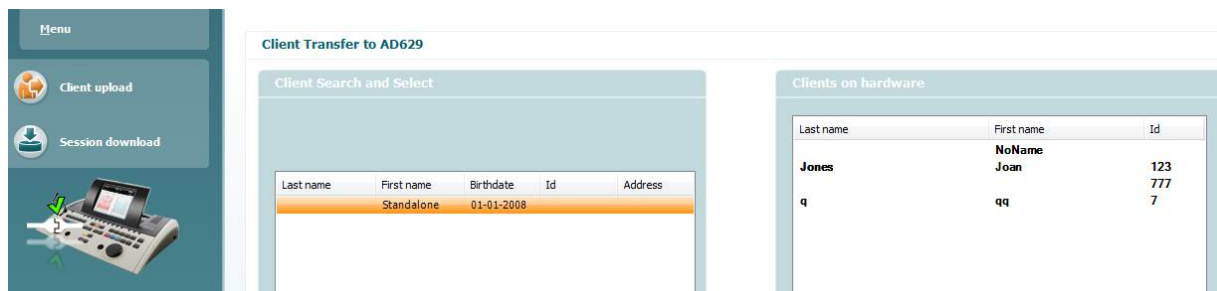 Menu
Client upload
Session download
Client Transfer to AD629
Client Search and Select
Last name First name Birthdate Id Address
Standalone 01-01-2008
Clients on hardware
Last name First name Id
NoName
Jones Joan 123
777
q qq 7